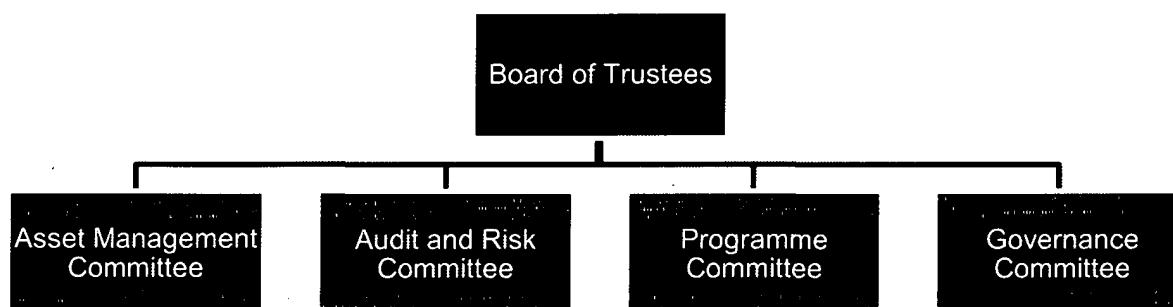 Board of Trustees
Asset Management
Committee
Audit and Risk
Committee
Programme
Committee
Governance
Committee